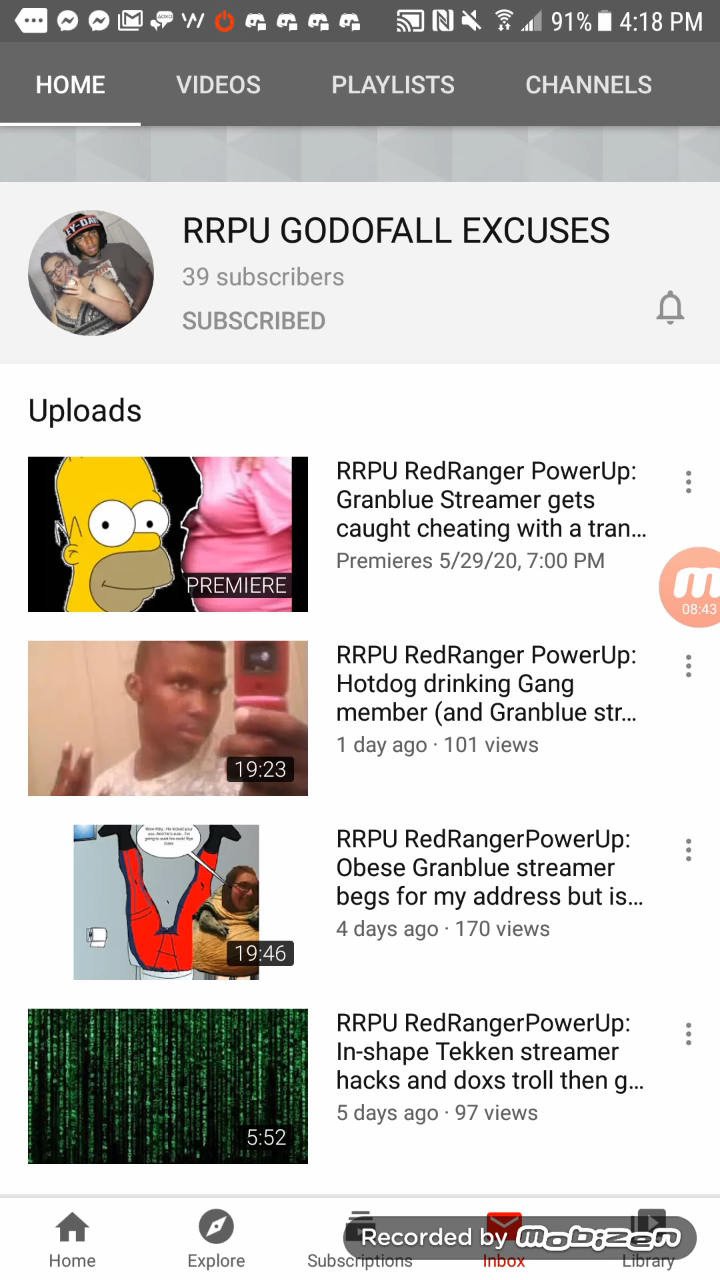 91% 4:18 PM
HOME VIDEOS PLAYLISTS CHANNELS
RRPU GODOFALL EXCUSES
39 subscribers
SUBSCRIBED
Uploads
PREMIERE
RRPU RedRanger PowerUp:
Granblue Streamer gets
caught cheating with a tran...
Premieres 5/29/20, 7:00 PM
08:43
19:23
RRPU RedRanger PowerUp:
Hotdog drinking Gang
member (and Granblue str...
1 day ago · 101 views
19:46
RRPU RedRangerPowerUp:
Obese Granblue streamer
begs for my address but is...
4 days ago · 170 views
5:52
RRPU RedRangerPowerUp:
In-shape Tekken streamer
hacks and doxs troll then g...
5 days ago · 97 views
Recorded by Mobizen
Home Explore Subscriptions Inbox Library